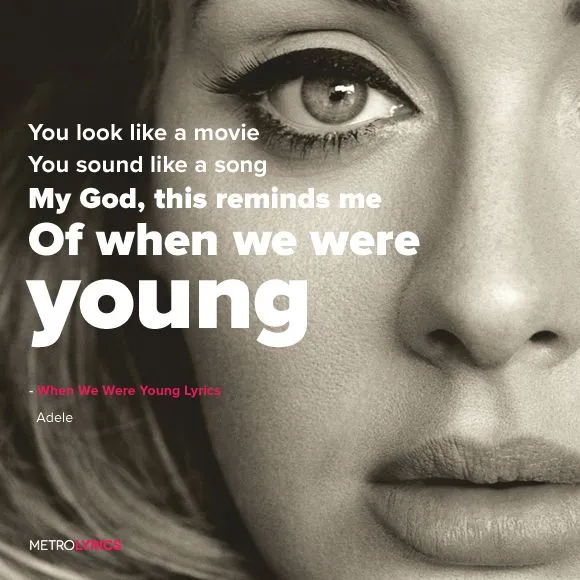 You look like a movie
You sound like a song
My God, this reminds me
Of when we were
young
- When We Were Young Lyrics
Adele
METROLYRICS